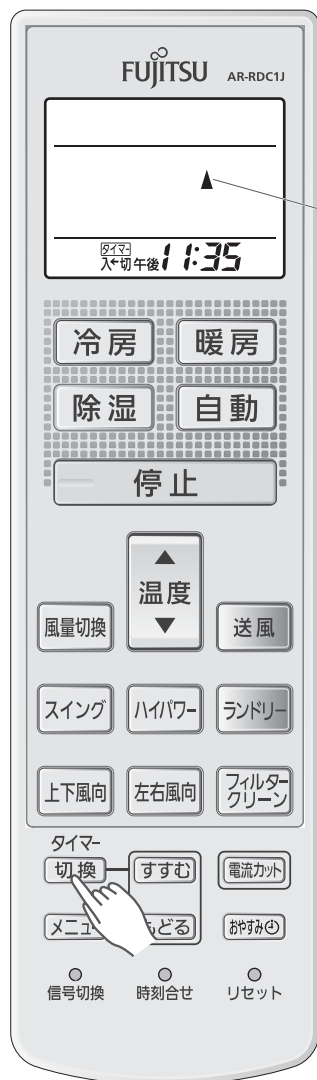 FUJITSU AR-RDC1J
タイマー
入←切 午後 11:35
冷房 暖房
除湿 自動
停止
温度
風量切換 送風
スイング ハイパワー ランドリー
上下風向 左右風向 フィルター
クリーン
タイマー
切換 すすむ 電流カット
メニュー もどる おやすみ
信号切換 時刻合せ リセット